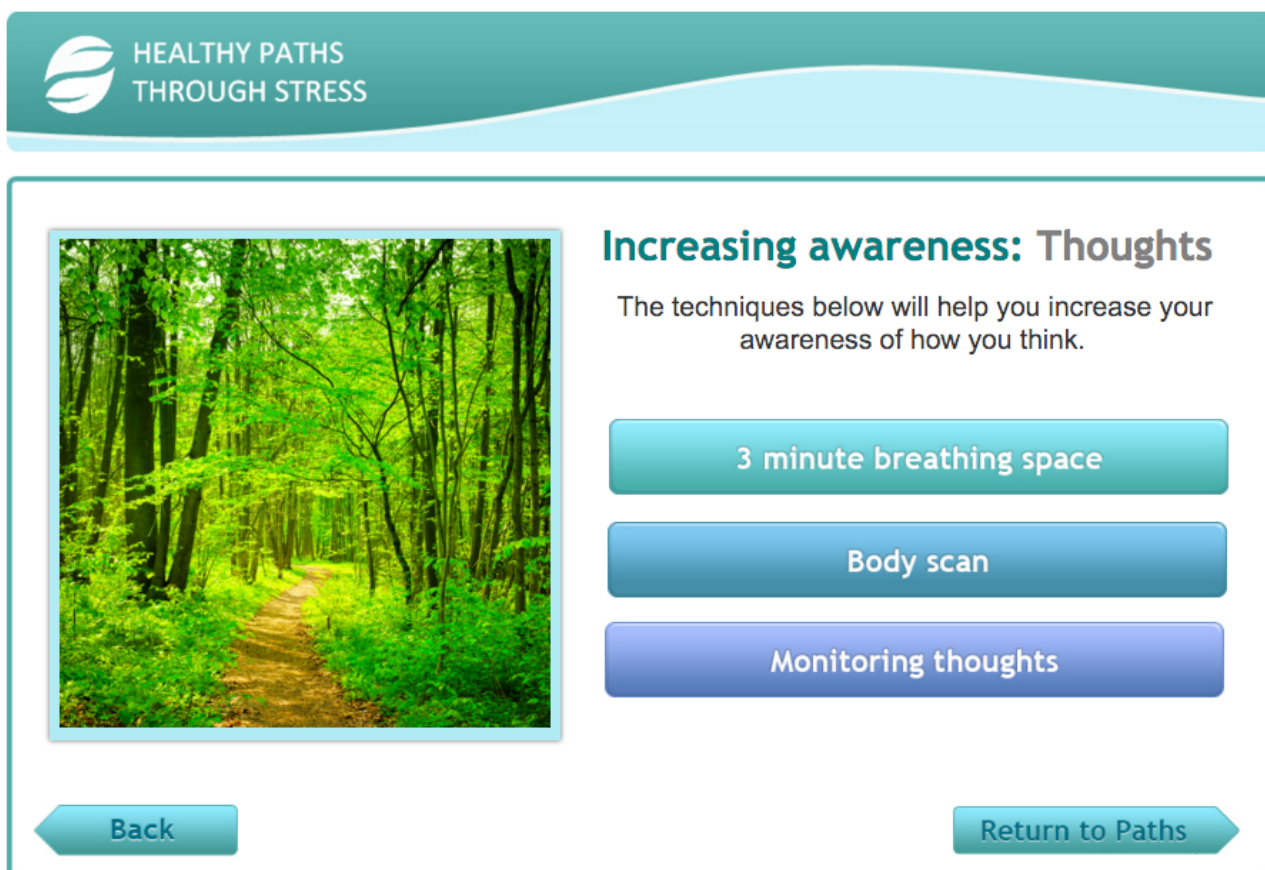 HEALTHY PATHS
THROUGH STRESS
Increasing awareness: Thoughts
The techniques below will help you increase your
awareness of how you think.
3 minute breathing space
Body scan
Monitoring thoughts
Back
Return to Paths